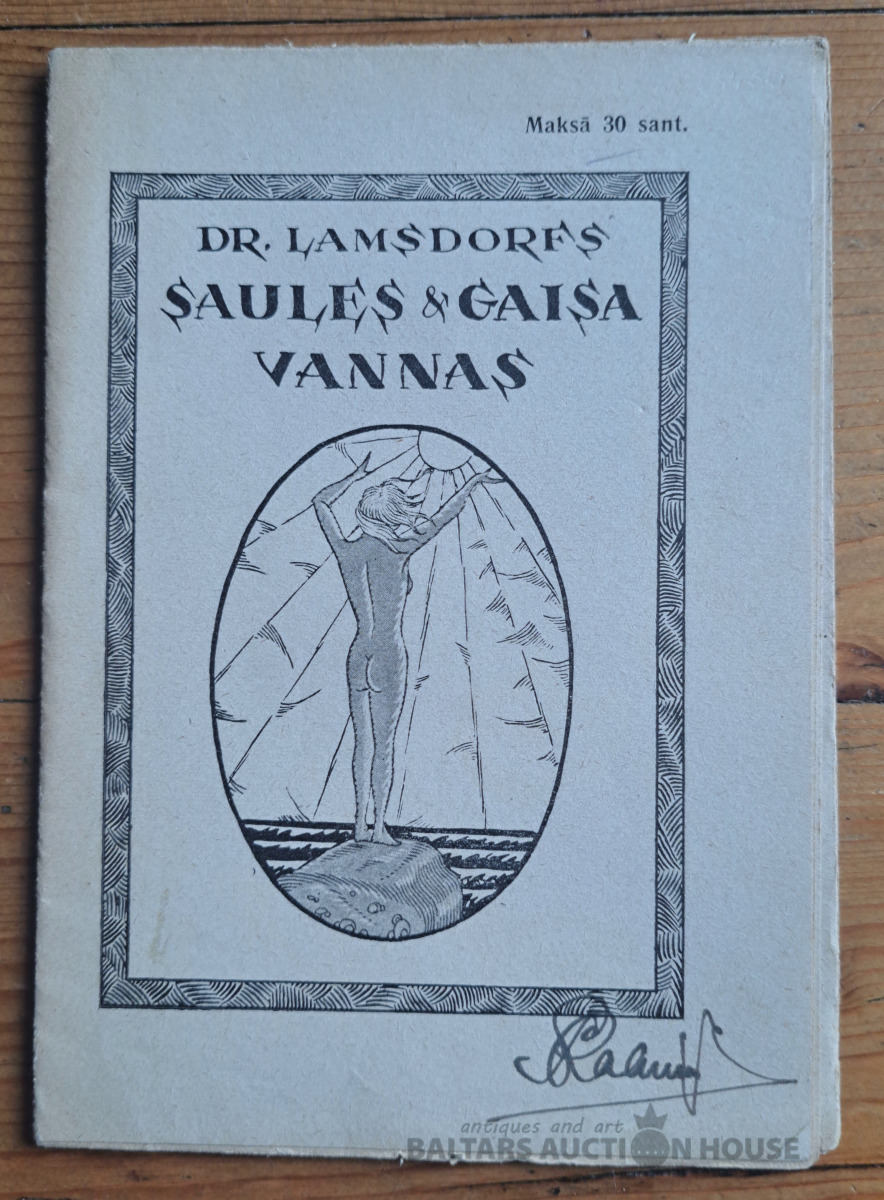 Maksā 30 sant.
DR. LAMSDORFS
SAULES & GAISA
VANNAS
antiques and art
BALTARS AUCTION HOUSE